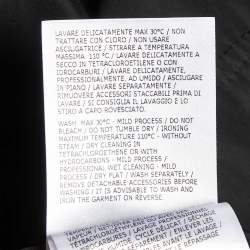 LAVARE DELICATAMENTE MAX 30°C / NON
TRATTARE CON CLORO / NON USARE
ASCIUGATRICE / STIRARE A TEMPERATURA
MASSIMA 110 °C / LAVARE DELICATAMENTE A
SECCO IN TETRACLOROETILENE O CON
IDROCARBURI / LAVARE DELICATAMENTE,
PROFESSIONALMENTE, AD UMIDO / ASCIUGARE
IN PIANO / LAVARE SEPARATAMENTE /
RIMUOVERE ACCESSORI STACCABILI PRIMA DI
LAVARE / SI CONSIGLIA IL LAVAGGIO E LO
STIRO A CAPO ROVESCIATO.
WASH MAX 30°C - MILD PROCESS / DO NOT
BLEACH / DO NOT TUMBLE DRY / IRONING
MAXIMUM TEMPERATURE 110°C - WITHOUT
STEAM / DRY CLEANING IN
TETRACHLOROETHENE OR WITH
HYDROCARBONS - MILD PROCESS /
PROFESSIONAL WET CLEANING - MILD
PROCESS / DRY FLAT / WASH SEPARATELY /
REMOVE DETACHABLE ACCESSORIES BEFORE
WASHING / IT IS ADVISABLE TO WASH AND
IRON THE GARMENT ON REVERSE.